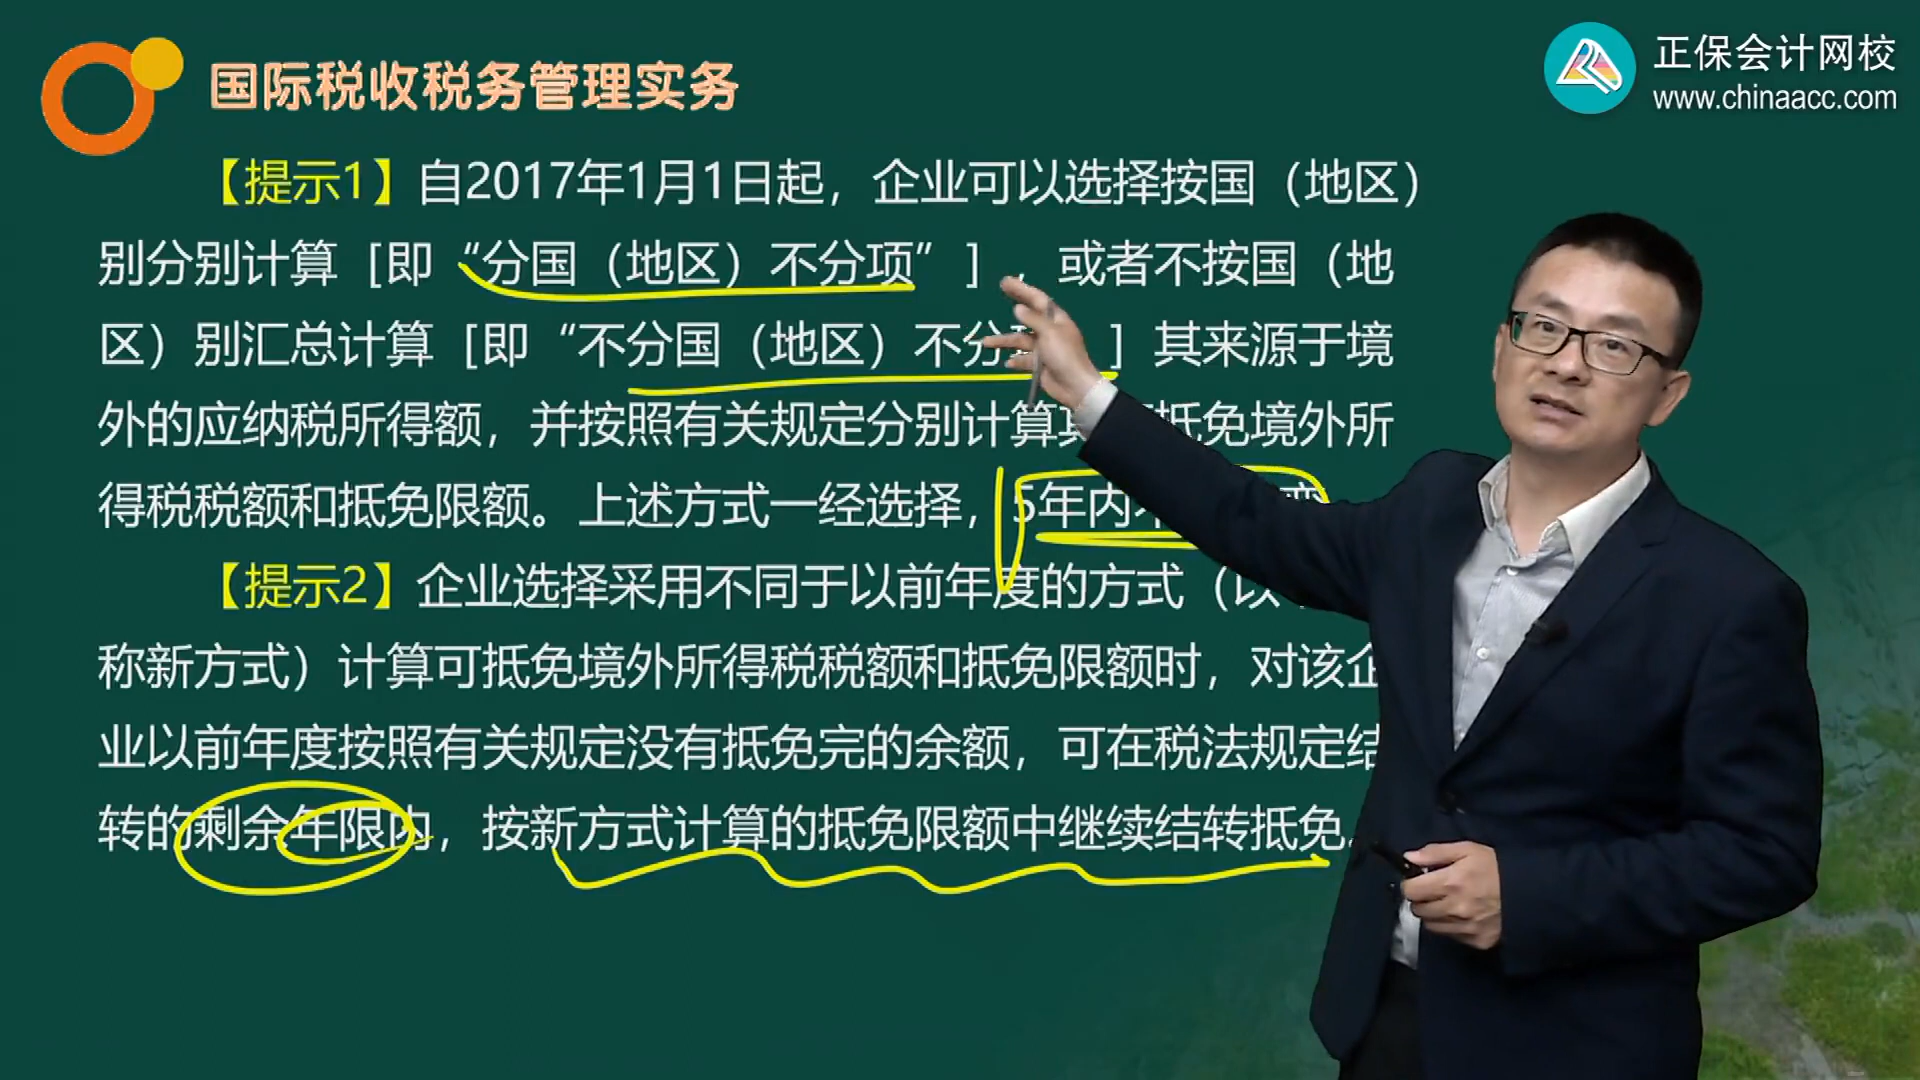 国际税收税务管理实务
正保会计网校
www.chinaacc.com
【提示1】自2017年1月1日起，企业可以选择按国（地区）
别分别计算［即“分国（地区）不分项”］，或者不按国（地
区）别汇总计算［即“不分国（地区）不分 ］其来源于境
外的应纳税所得额，并按照有关规定分别计算 抵免境外所
得税税额和抵免限额。上述方式一经选择，5年内
【提示2】企业选择采用不同于以前年度的方式（以
称新方式）计算可抵免境外所得税税额和抵免限额时，对该企
业以前年度按照有关规定没有抵免完的余额，可在税法规定结
转的剩余年限内，按新方式计算的抵免限额中继续结转抵免。